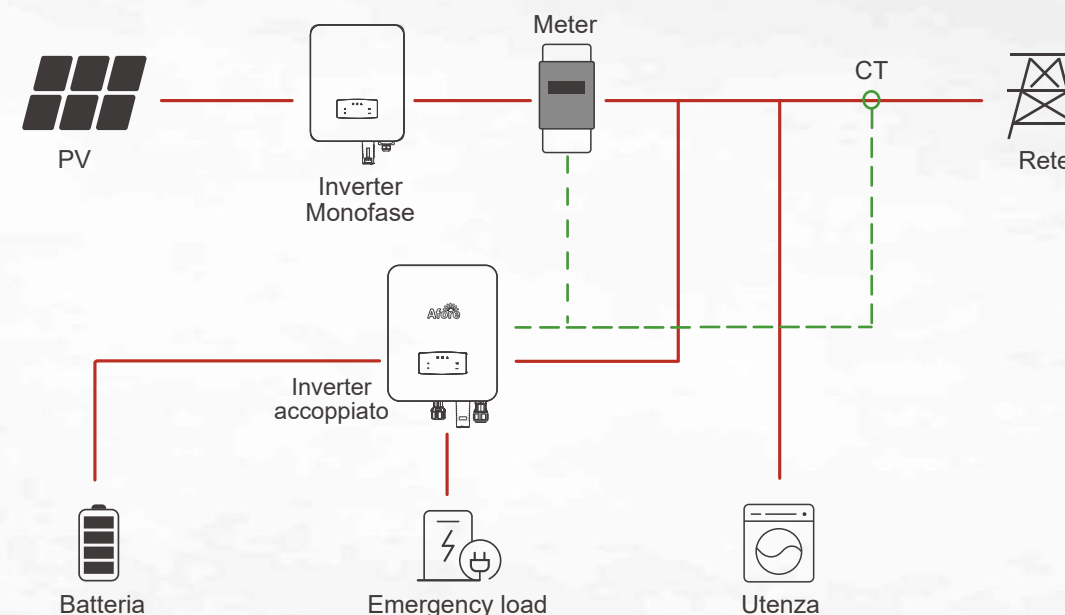 Meter
CT
PV
Rete
Inverter
Monofase
Afore
Inverter
accoppiato
Batteria
Emergency load
Utenza